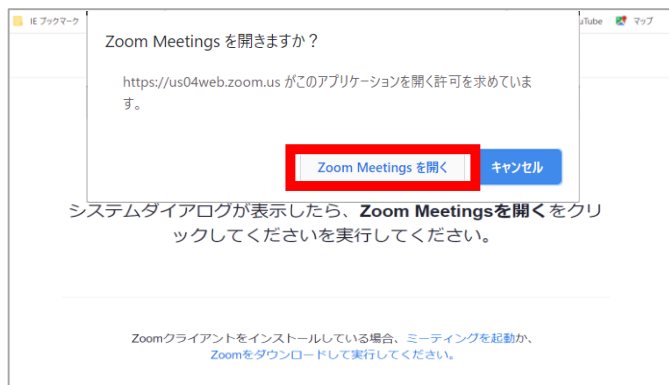 IE ブックマーク
uTube マップ
Zoom Meetings を開きますか？
https://us04web.zoom.us がこのアプリケーションを開く許可を求めていま
す。
Zoom Meetings を開く キャンセル
システムダイアログが表示したら、Zoom Meetingsを開くをクリ
ックしてくださいを実行してください。
Zoomクライアントをインストールしている場合、ミーティングを起動か、
Zoomをダウンロードして実行してください。